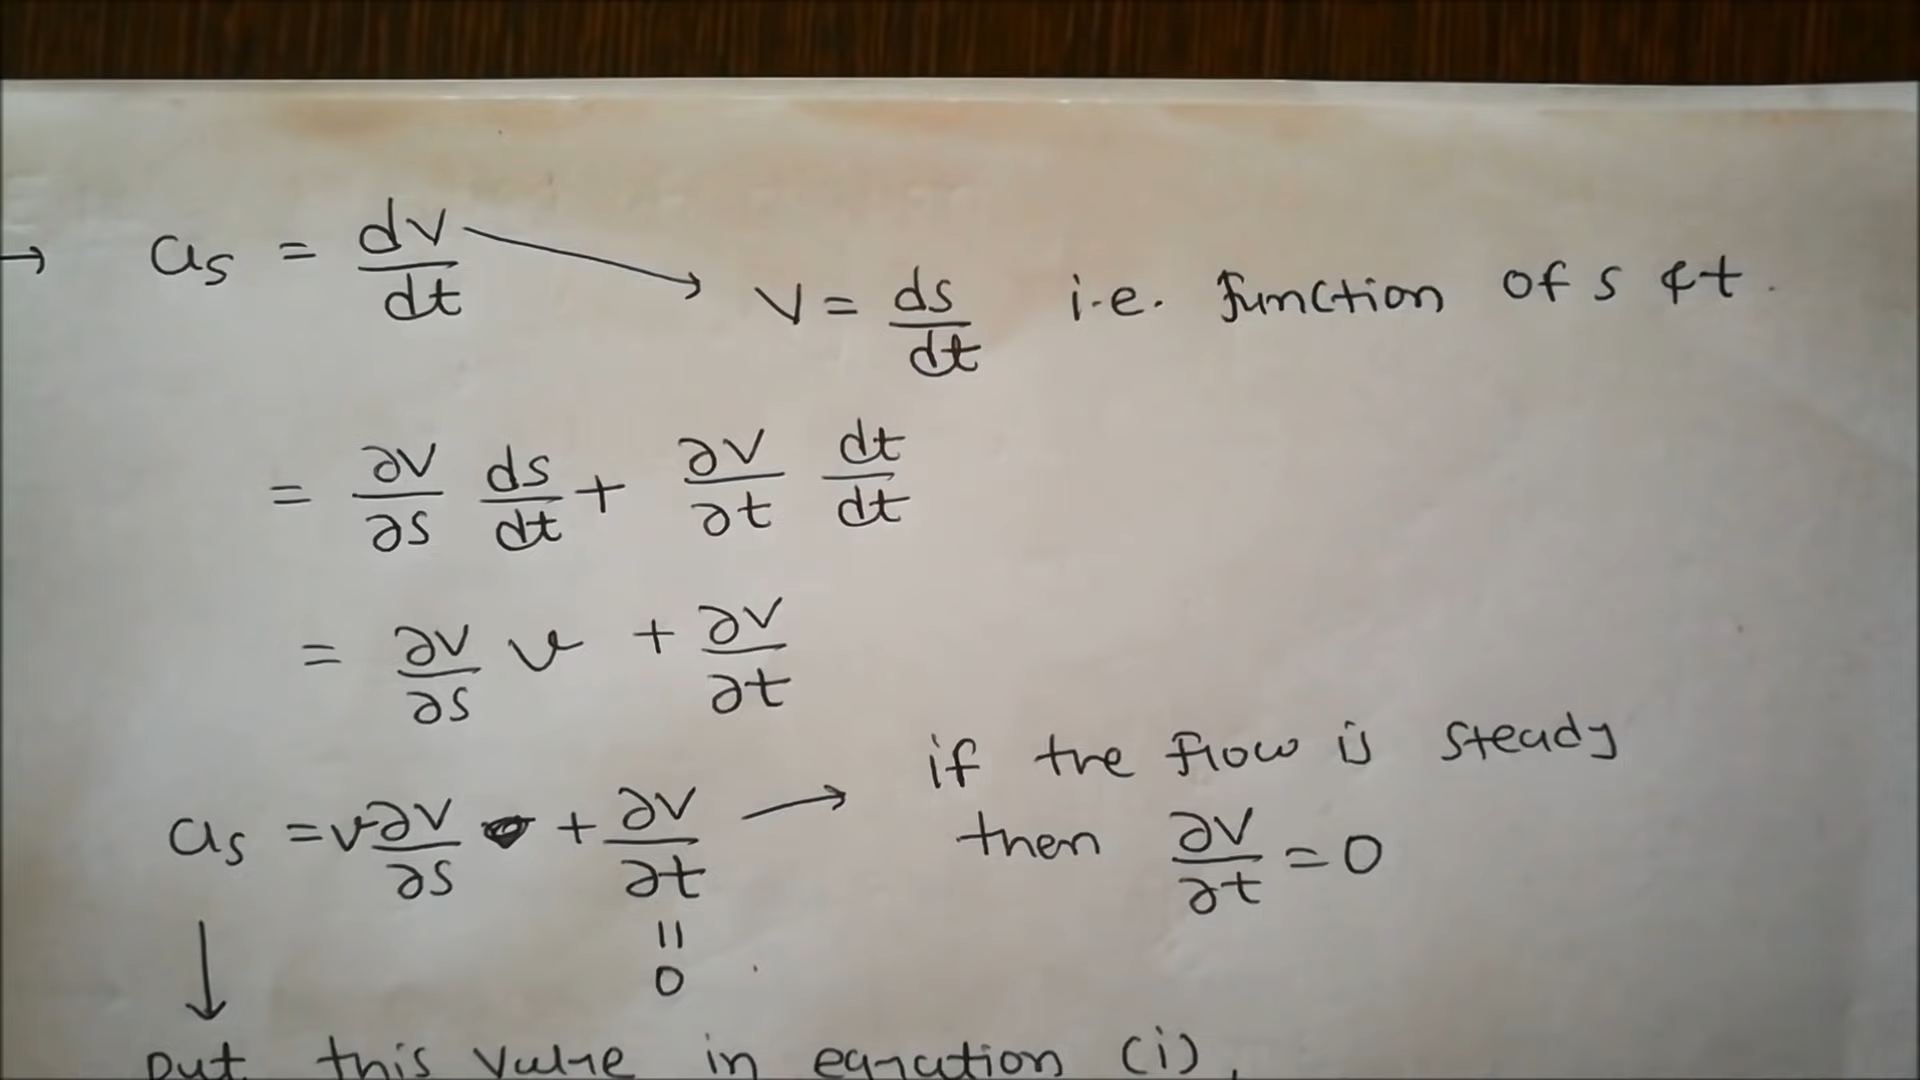 → as = dv/dt → v = ds/dt i.e. function of s & t.
= ∂v/∂s ds/dt + ∂v/∂t dt/dt
= ∂v/∂s v + ∂v/∂t
if the flow is steady
as = v ∂v/∂s + ∂v/∂t → then ∂v/∂t = 0
↓ || 0
put this value in equation (i),